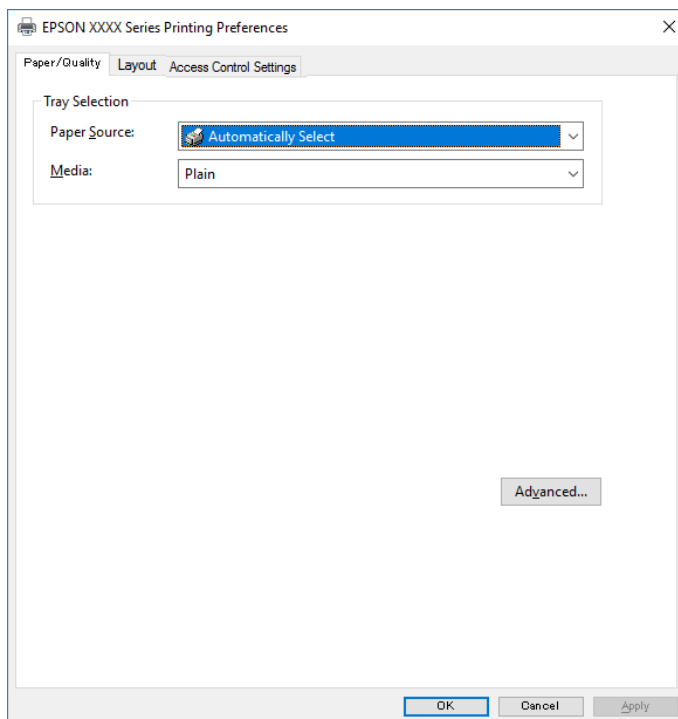 EPSON XXXX Series Printing Preferences
Paper/Quality Layout Access Control Settings
Tray Selection
Paper Source: Automatically Select
Media: Plain
Advanced...
OK Cancel Apply